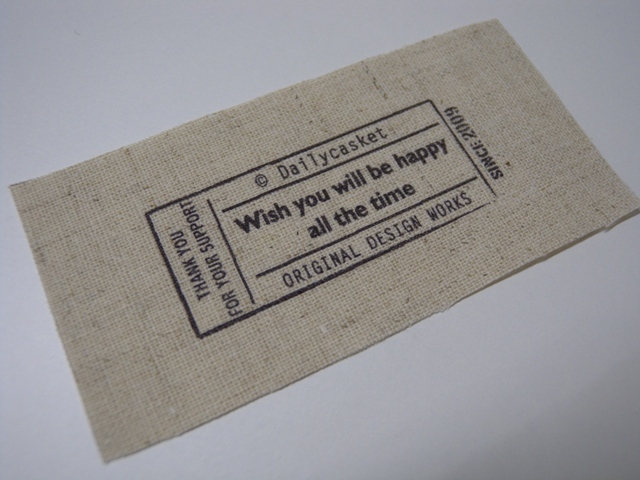 © Dailycasket
Wish you will be happy
all the time
ORIGINAL DESIGN WORKS
THANK YOU
FOR YOUR SUPPORT
SINCE:2009